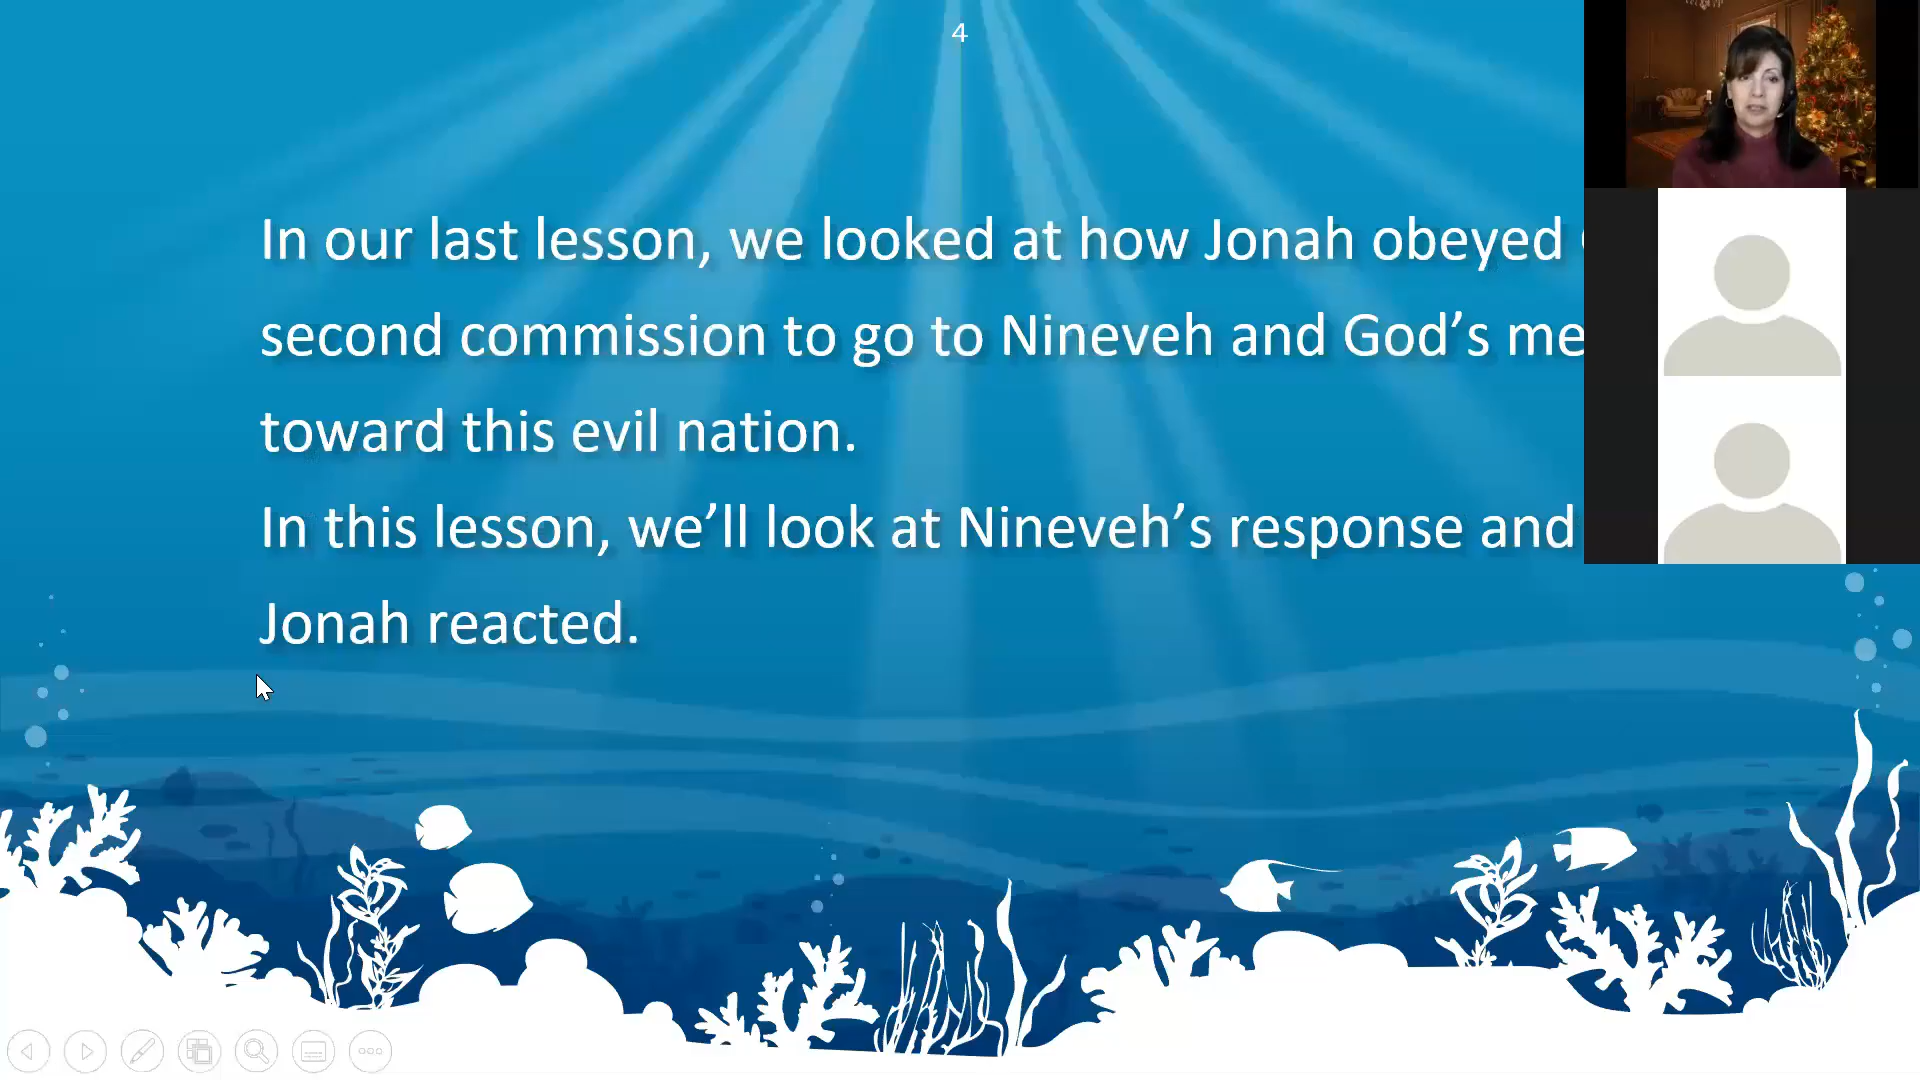 4
In our last lesson, we looked at how Jonah obeyed
second commission to go to Nineveh and God’s
toward this evil nation.
In this lesson, we’ll look at Nineveh’s response and
Jonah reacted.